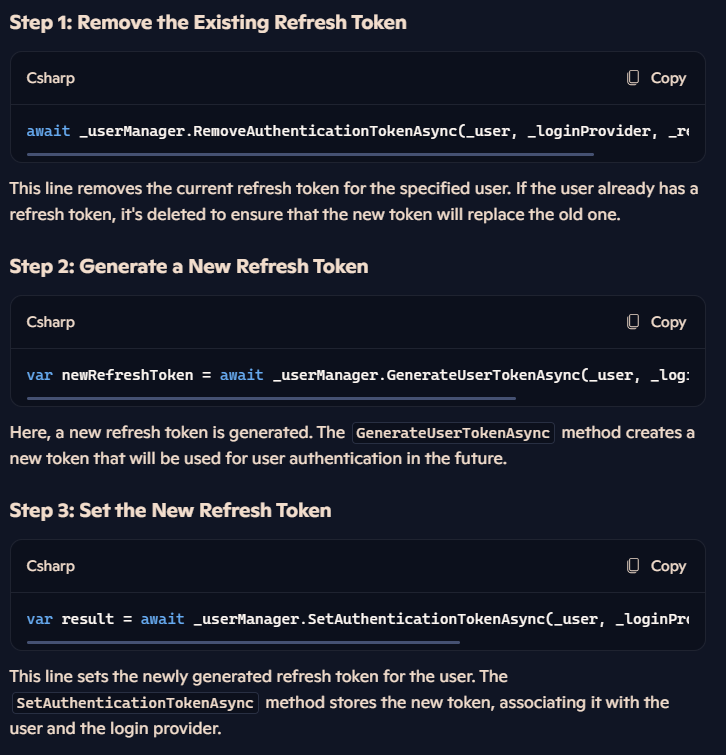 Step 1: Remove the Existing Refresh Token
Csharp Copy
await _userManager.RemoveAuthenticationTokenAsync(_user, _loginProvider, _re
This line removes the current refresh token for the specified user. If the user already has a
refresh token, it's deleted to ensure that the new token will replace the old one.
Step 2: Generate a New Refresh Token
Csharp Copy
var newRefreshToken = await _userManager.GenerateUserTokenAsync(_user, _logi
Here, a new refresh token is generated. The GenerateUserTokenAsync method creates a
new token that will be used for user authentication in the future.
Step 3: Set the New Refresh Token
Csharp Copy
var result = await _userManager.SetAuthenticationTokenAsync(_user, _loginPro
This line sets the newly generated refresh token for the user. The
SetAuthenticationTokenAsync method stores the new token, associating it with the
user and the login provider.